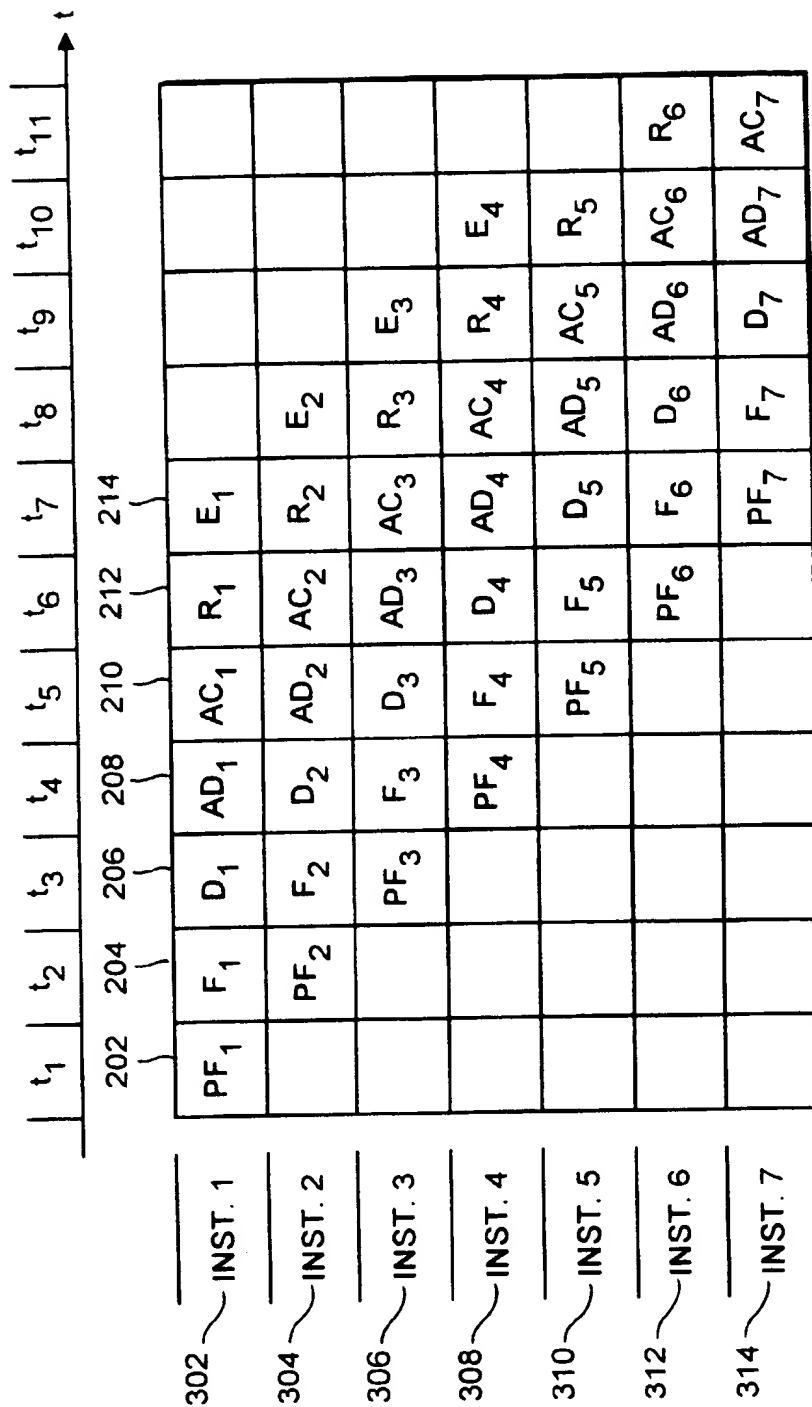 t₁ t₂ t₃ t₄ t₅ t₆ t₇ t₈ t₉ t₁₀ t₁₁ t
202 204 206 208 210 212 214
302 INST. 1 PF₁ F₁ D₁ AD₁ AC₁ R₁ E₁
304 INST. 2 PF₂ F₂ D₂ AD₂ AC₂ R₂ E₂
306 INST. 3 PF₃ F₃ D₃ AD₃ AC₃ R₃ E₃
308 INST. 4 PF₄ F₄ D₄ AD₄ AC₄ R₄ E₄
310 INST. 5 PF₅ F₅ D₅ AD₅ AC₅ R₅
312 INST. 6 PF₆ F₆ D₆ AD₆ AC₆ R₆
314 INST. 7 PF₇ F₇ D₇ AD₇ AC₇